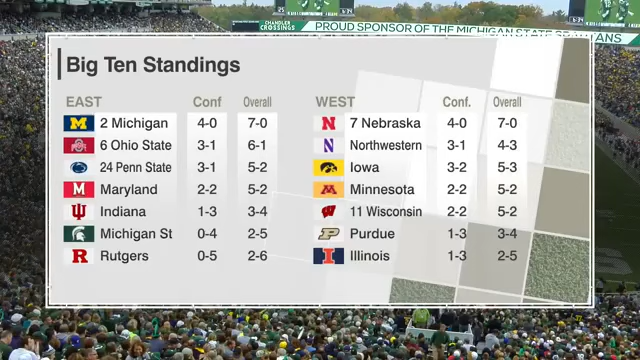 CHANDLER
CROSSINGS
PROUD SPONSOR OF THE MICHIGAN STATE SPARTANS
Big Ten Standings
EAST Conf Overall
M 2 Michigan 4-0 7-0
6 Ohio State 3-1 6-1
24 Penn State 3-1 5-2
M Maryland 2-2 5-2
Indiana 1-3 3-4
Michigan St 0-4 2-5
R Rutgers 0-5 2-6
WEST Conf. Overall
N 7 Nebraska 4-0 7-0
N Northwestern 3-1 4-3
Iowa 3-2 5-3
M Minnesota 2-2 5-2
W 11 Wisconsin 2-2 5-2
P Purdue 1-3 3-4
I Illinois 1-3 2-5